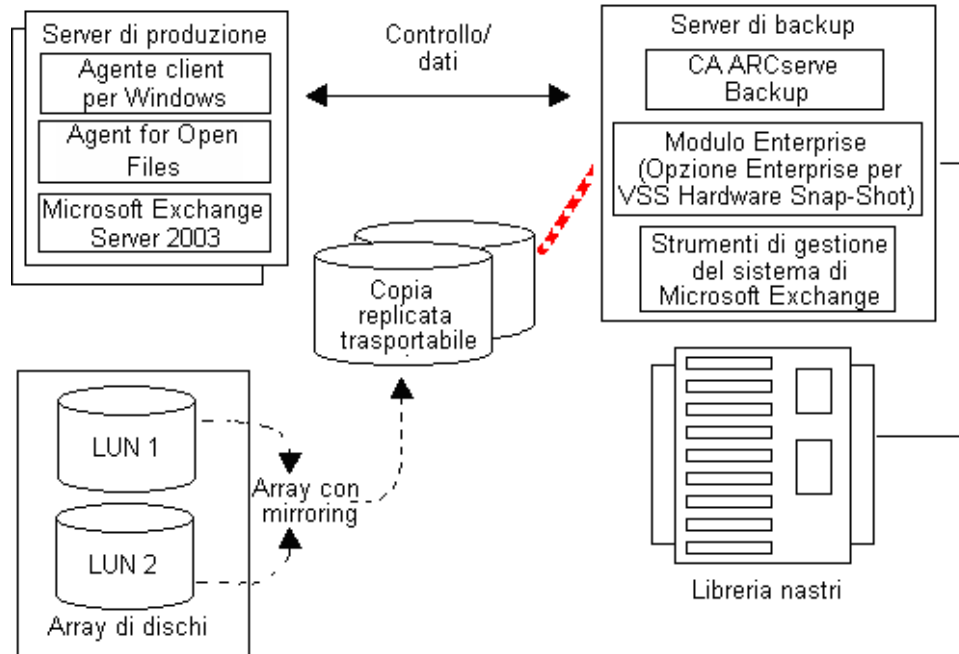 Server di produzione
Agente client
per Windows
Agent for Open
Files
Microsoft Exchange
Server 2003
Controllo/
dati
Server di backup
CA ARCserve
Backup
Modulo Enterprise
(Opzione Enterprise per
VSS Hardware Snap-Shot)
Strumenti di gestione
del sistema di
Microsoft Exchange
Copia
replicata
trasportabile
LUN 1
LUN 2
Array di dischi
Array con
mirroring
Libreria nastri